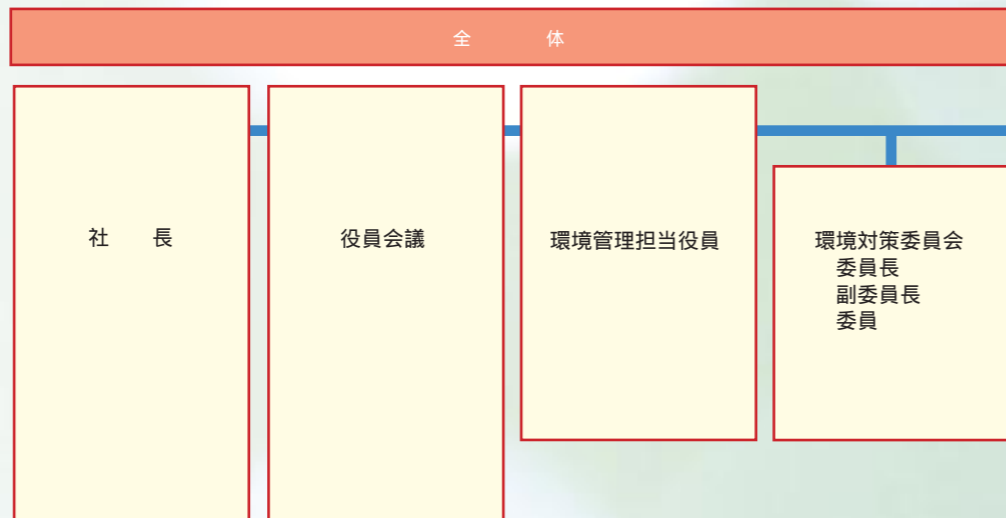 全　体
社　長
役員会議
環境管理担当役員
環境対策委員会
委員長
副委員長
委員